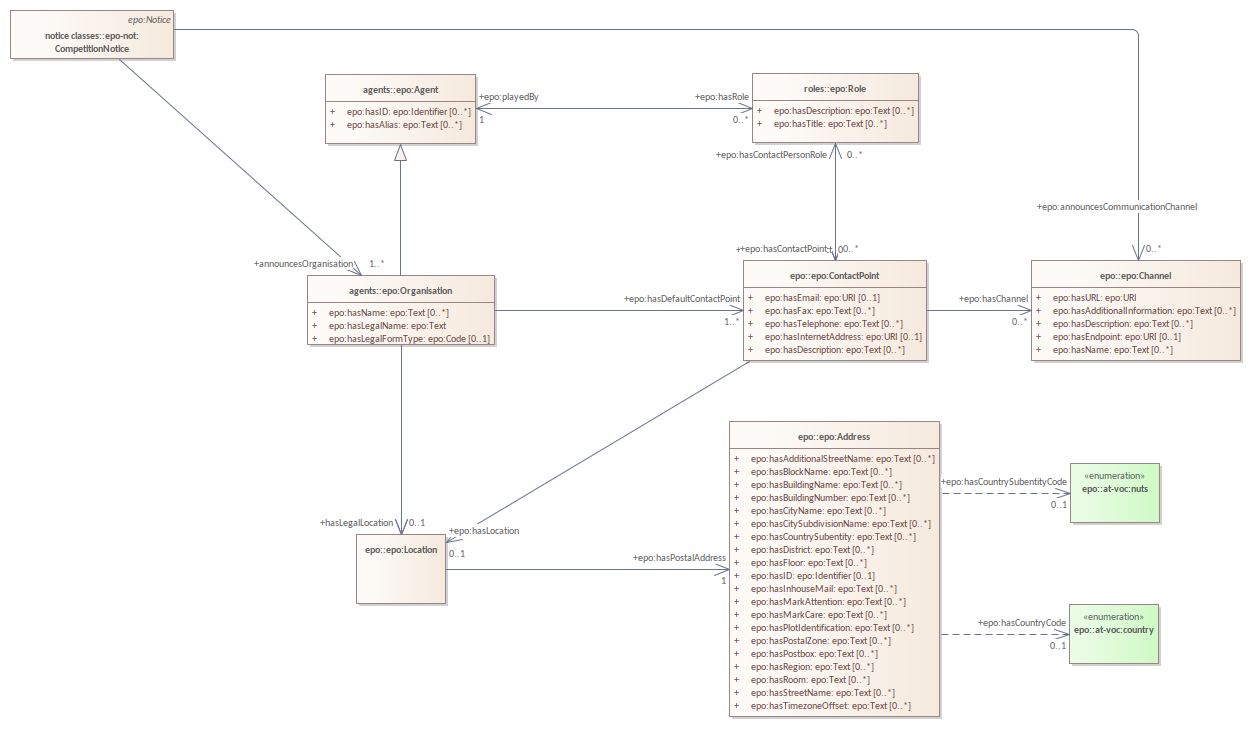 epo:Notice
notice classes::epo-not:
CompetitionNotice
agents::epo:Agent
+ epo:hasID: epo:Identifier [0..*]
+ epo:hasAlias: epo:Text [0..*]
+epo:playedBy
1
+epo:hasRole
0..*
roles::epo:Role
+ epo:hasDescription: epo:Text [0..*]
+ epo:hasTitle: epo:Text [0..*]
+epo:hasContactPersonRole
0..*
+epo:announcesCommunicationChannel
0..*
+announcesOrganisation
1..*
++epo:hasContactPoint
0..*
agents::epo:Organisation
+ epo:hasName: epo:Text [0..*]
+ epo:hasLegalName: epo:Text
+ epo:hasLegalFormType: epo:Code [0..1]
+epo:hasDefaultContactPoint
1..*
epo::epo:ContactPoint
+ epo:hasEmail: epo:URI [0..1]
+ epo:hasFax: epo:Text [0..*]
+ epo:hasTelephone: epo:Text [0..*]
+ epo:hasInternetAddress: epo:URI [0..1]
+ epo:hasDescription: epo:Text [0..*]
+epo:hasChannel
0..*
epo::epo:Channel
+ epo:hasURL: epo:URI
+ epo:hasAdditionalInformation: epo:Text [0..*]
+ epo:hasDescription: epo:Text [0..*]
+ epo:hasEndpoint: epo:URI [0..1]
+ epo:hasName: epo:Text [0..*]
+hasLegalLocation
0..1
+epo:hasLocation
0..1
epo::epo:Location
+epo:hasPostalAddress
1
epo::epo:Address
+ epo:hasAdditionalStreetName: epo:Text [0..*]
+ epo:hasBlockName: epo:Text [0..*]
+ epo:hasBuildingName: epo:Text [0..*]
+ epo:hasBuildingNumber: epo:Text [0..*]
+ epo:hasCityName: epo:Text [0..*]
+ epo:hasCitySubdivisionName: epo:Text [0..*]
+ epo:hasCountrySubentity: epo:Text [0..*]
+ epo:hasDistrict: epo:Text [0..*]
+ epo:hasFloor: epo:Text [0..*]
+ epo:hasID: epo:Identifier [0..1]
+ epo:hasInhouseMail: epo:Text [0..*]
+ epo:hasMarkAttention: epo:Text [0..*]
+ epo:hasMarkCare: epo:Text [0..*]
+ epo:hasPlotIdentification: epo:Text [0..*]
+ epo:hasPostalZone: epo:Text [0..*]
+ epo:hasPostbox: epo:Text [0..*]
+ epo:hasRegion: epo:Text [0..*]
+ epo:hasRoom: epo:Text [0..*]
+ epo:hasStreetName: epo:Text [0..*]
+ epo:hasTimezoneOffset: epo:Text [0..*]
+epo:hasCountrySubentityCode
0..1
«enumeration»
epo::at-voc:nuts
+epo:hasCountryCode
0..1
«enumeration»
epo::at-voc:country